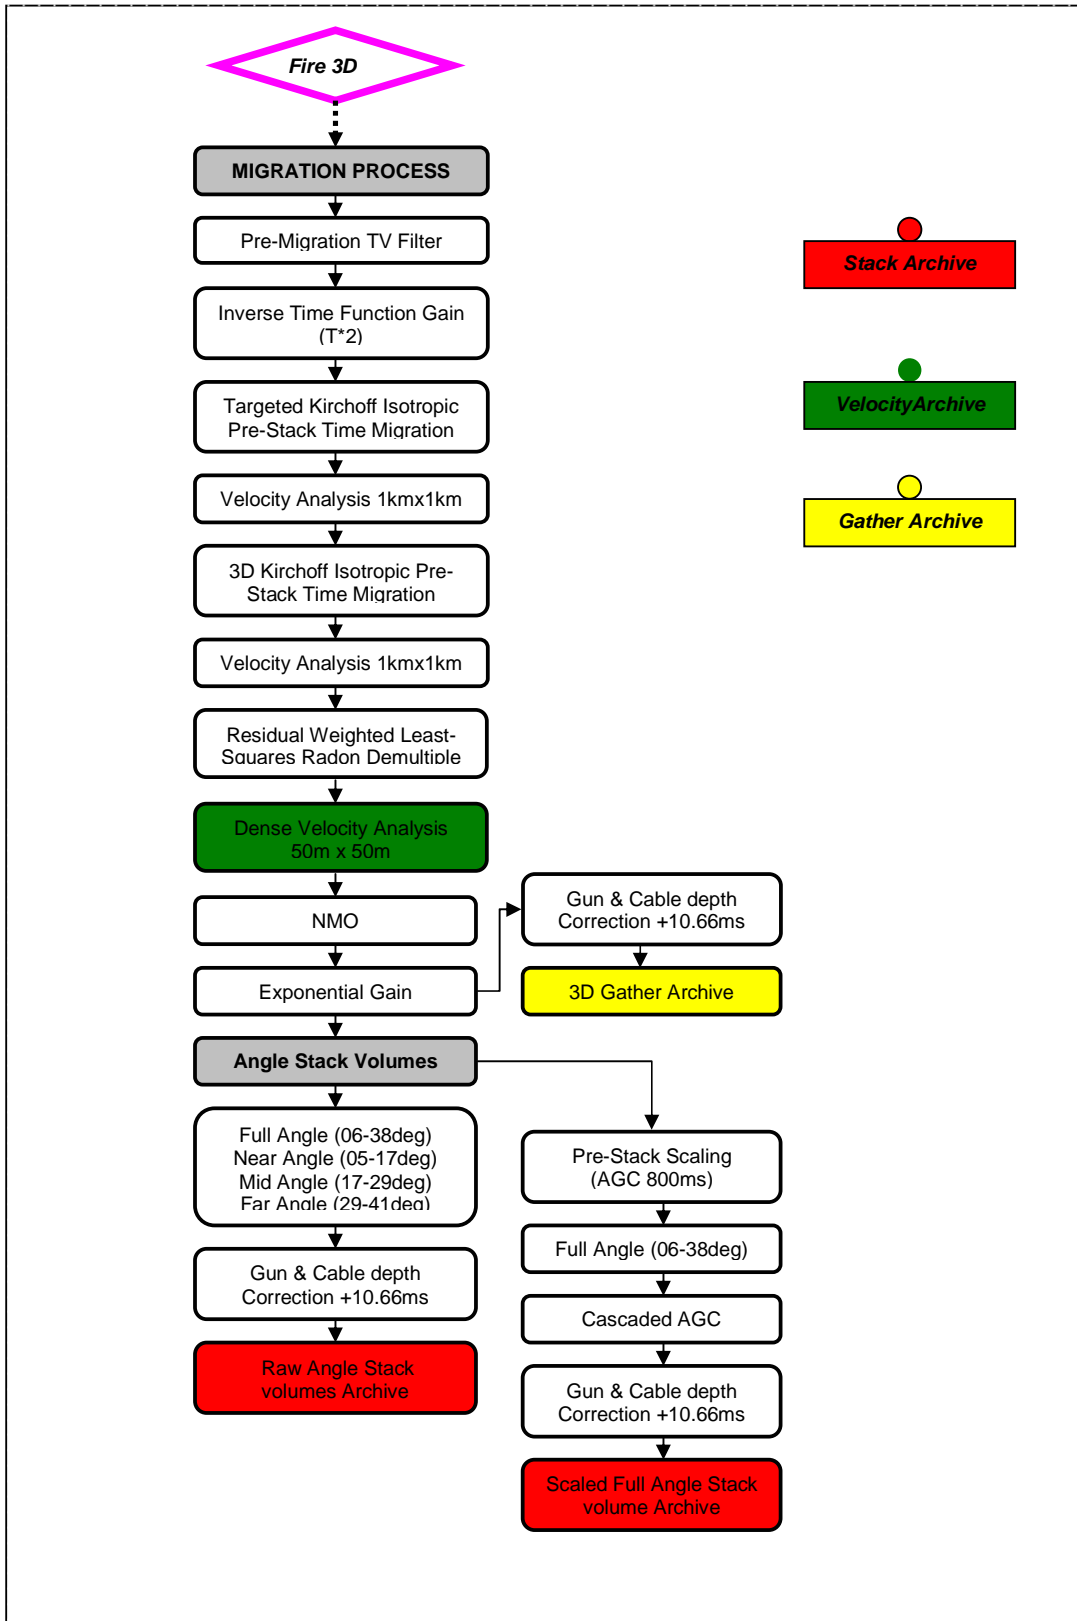 Fire 3D
MIGRATION PROCESS
Pre-Migration TV Filter
Inverse Time Function Gain
(T*2)
Targeted Kirchoff Isotropic
Pre-Stack Time Migration
Velocity Analysis 1kmx1km
3D Kirchoff Isotropic Pre-
Stack Time Migration
Velocity Analysis 1kmx1km
Residual Weighted Least-
Squares Radon Demultiple
Dense Velocity Analysis
50m x 50m
NMO
Exponential Gain
Gun & Cable depth
Correction +10.66ms
3D Gather Archive
Angle Stack Volumes
Full Angle (06-38deg)
Near Angle (05-17deg)
Mid Angle (17-29deg)
Far Angle (29-41deg)
Gun & Cable depth
Correction +10.66ms
Raw Angle Stack
volumes Archive
Pre-Stack Scaling
(AGC 800ms)
Full Angle (06-38deg)
Cascaded AGC
Gun & Cable depth
Correction +10.66ms
Scaled Full Angle Stack
volume Archive
Stack Archive
VelocityArchive
Gather Archive